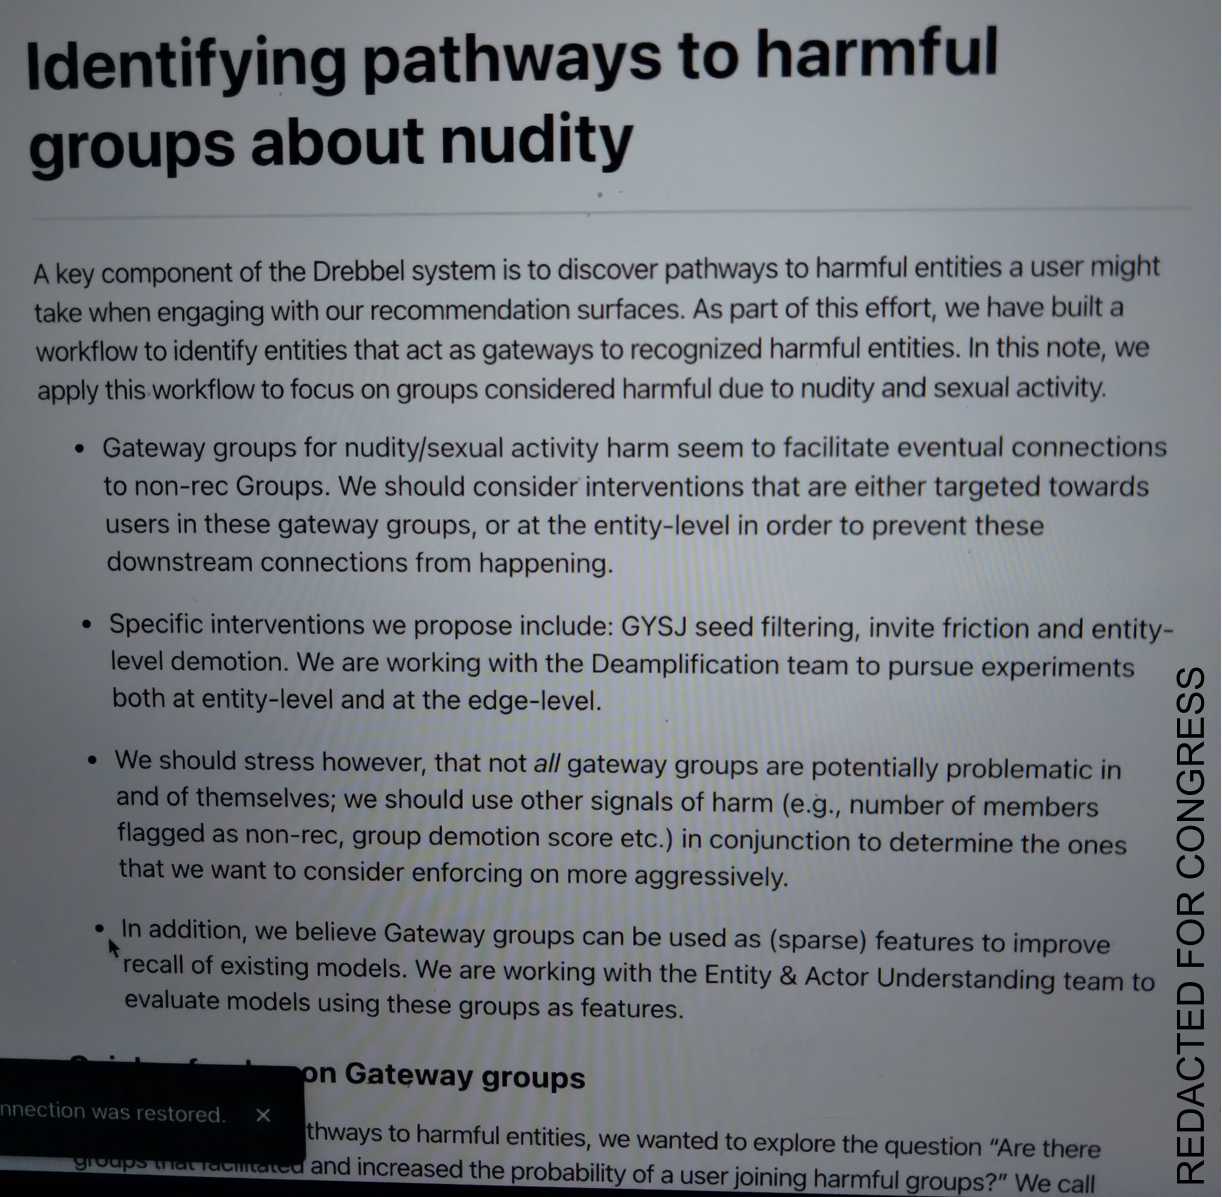 Identifying pathways to harmful
groups about nudity
A key component of the Drebbel system is to discover pathways to harmful entities a user might
take when engaging with our recommendation surfaces. As part of this effort, we have built a
workflow to identify entities that act as gateways to recognized harmful entities. In this note, we
apply this workflow to focus on groups considered harmful due to nudity and sexual activity.
• Gateway groups for nudity/sexual activity harm seem to facilitate eventual connections
to non-rec Groups. We should consider interventions that are either targeted towards
users in these gateway groups, or at the entity-level in order to prevent these
downstream connections from happening.
• Specific interventions we propose include: GYSJ seed filtering, invite friction and entity-
level demotion. We are working with the Deamplification team to pursue experiments
both at entity-level and at the edge-level.
• We should stress however, that not all gateway groups are potentially problematic in
and of themselves; we should use other signals of harm (e.g., number of members
flagged as non-rec, group demotion score etc.) in conjunction to determine the ones
that we want to consider enforcing on more aggressively.
• In addition, we believe Gateway groups can be used as (sparse) features to improve
recall of existing models. We are working with the Entity & Actor Understanding team to
evaluate models using these groups as features.
on Gateway groups
nnection was restored. ×
thways to harmful entities, we wanted to explore the question “Are there
groups that facilitated and increased the probability of a user joining harmful groups?” We call
REDACTED FOR CONGRESS